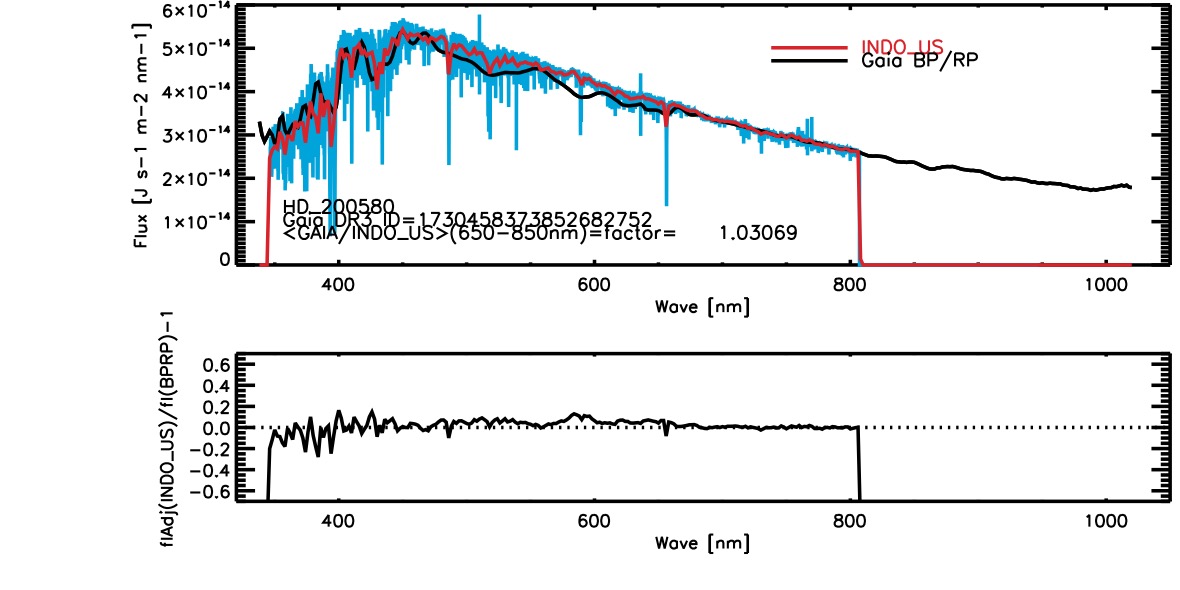 6×10−14
5×10−14
4×10−14
3×10−14
2×10−14
1×10−14
0
Flux [J s−1 m−2 nm−1]
INDO_US
Gaia BP/RP
HD_200580
Gaia DR3 ID=1730458373852682752
<GAIA/INDO_US>(650−850nm)=factor= 1.03069
400 600 800 1000
Wave [nm]
flAdj(INDO_US)/fl(BPRP)−1
0.6
0.4
0.2
0.0
−0.2
−0.4
−0.6
400 600 800 1000
Wave [nm]